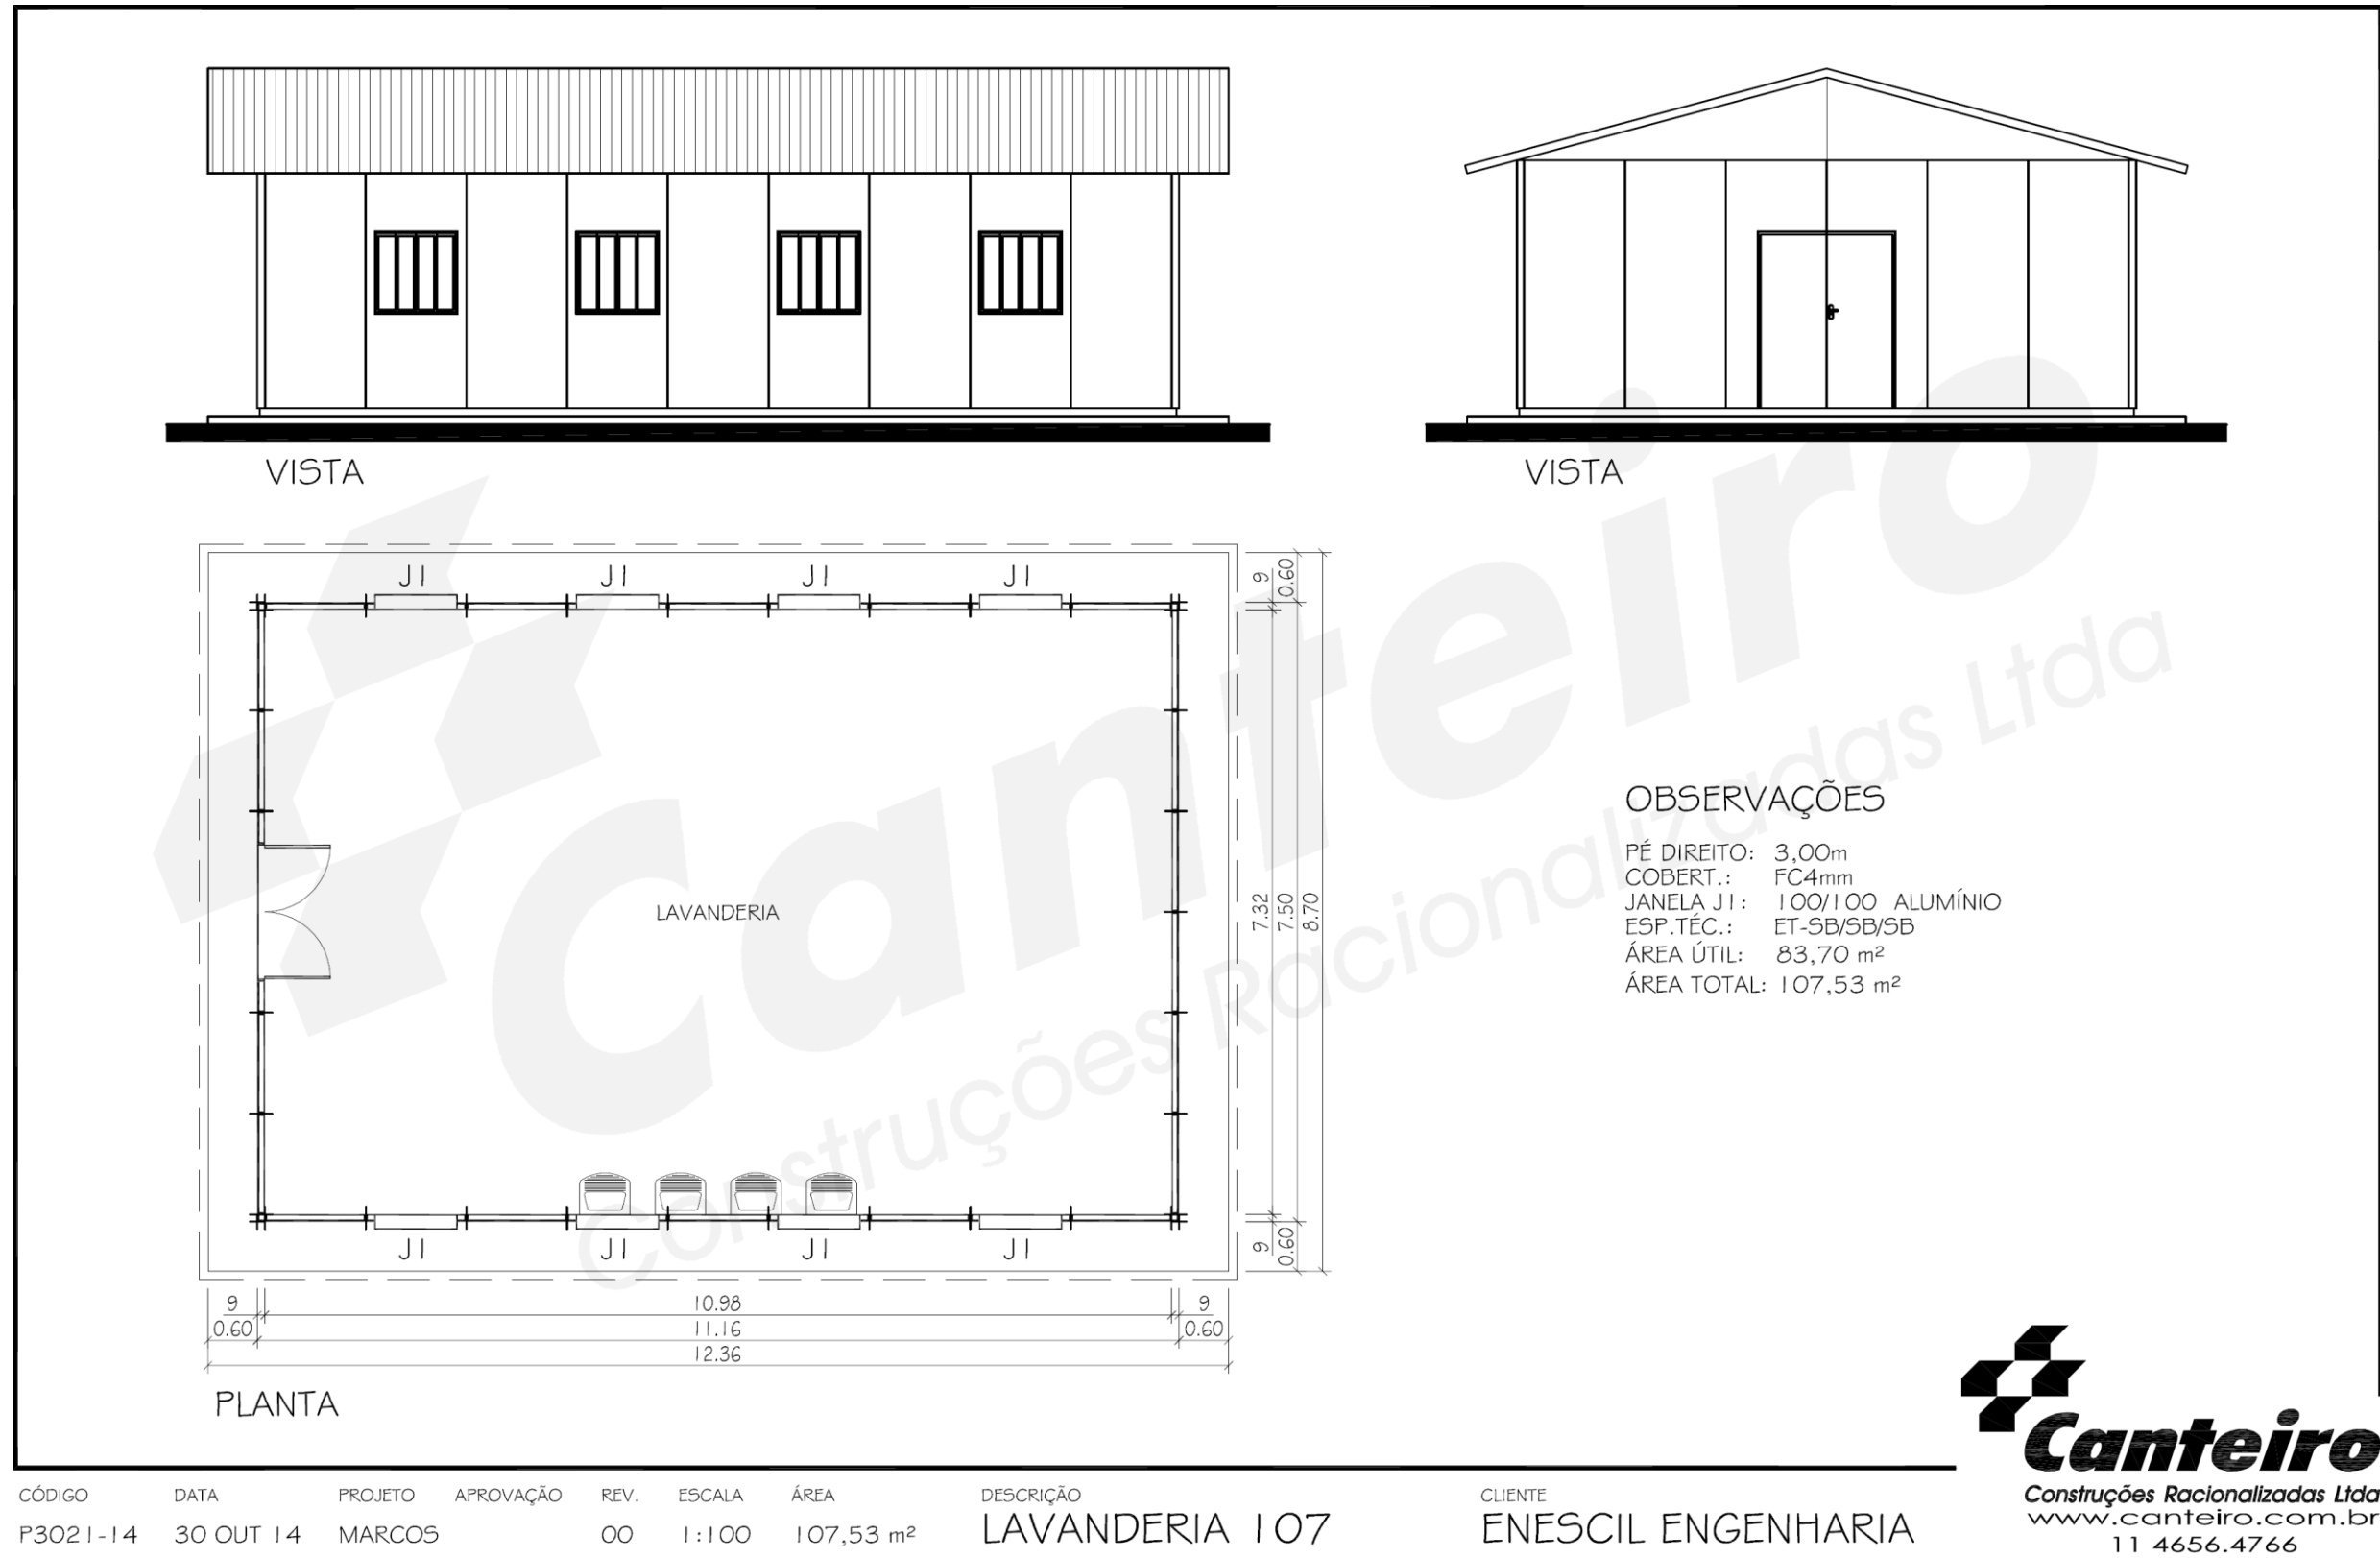 VISTA
VISTA
J1 J1 J1 J1
9
0.60
LAVANDERIA
7.32
7.50
8.70
J1 J1 J1 J1
9
0.60
9 10.98 9
0.60 11.16 0.60
12.36
PLANTA
OBSERVAÇÕES
PÉ DIREITO: 3,00m
COBERT.: FC4mm
JANELA J1: 100/100 ALUMÍNIO
ESP.TÉC.: ET-SB/SB/SB
ÁREA ÚTIL: 83,70 m²
ÁREA TOTAL: 107,53 m²
Canteiro
Construções Racionalizadas Ltda
Canteiro
Construções Racionalizadas Ltda
www.canteiro.com.br
11 4656.4766
CÓDIGO DATA PROJETO APROVAÇÃO REV. ESCALA ÁREA DESCRIÇÃO CLIENTE
P3021-14 30 OUT 14 MARCOS 00 1:100 107,53 m² LAVANDERIA 107 ENESCIL ENGENHARIA